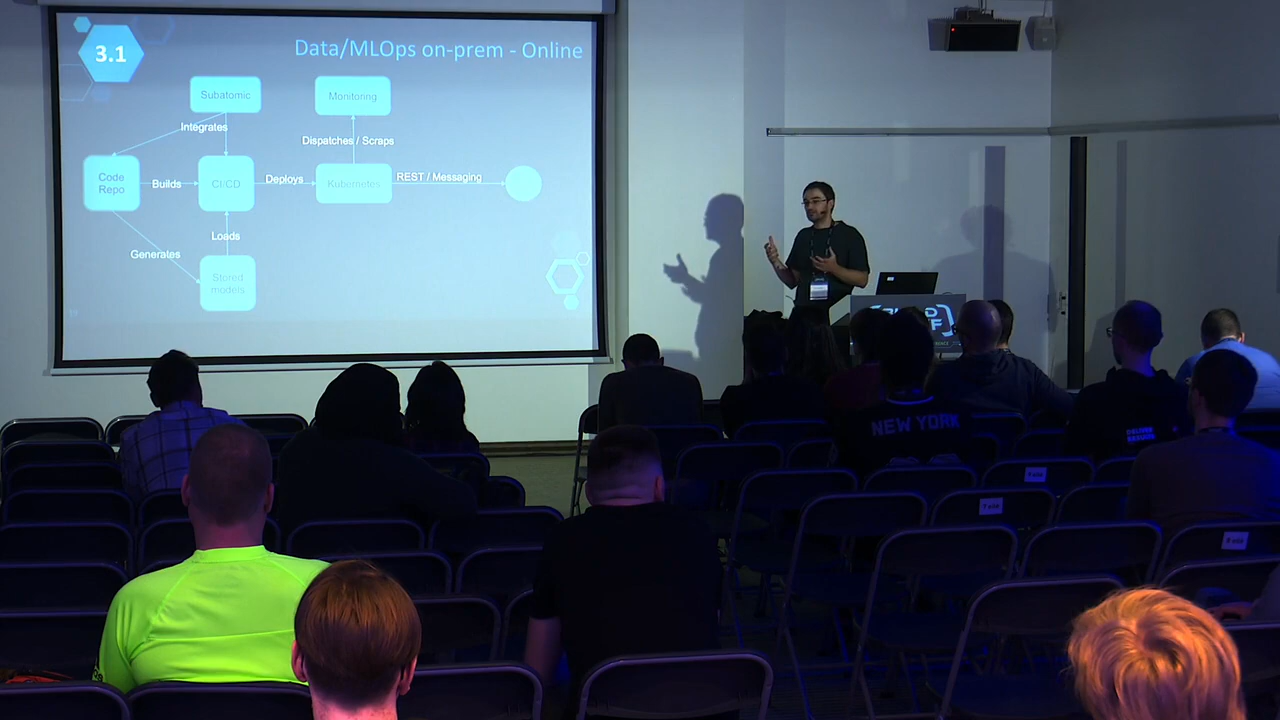 3.1
Data/MLOps on-prem - Online
Subatomic
Monitoring
Integrates
Dispatches / Scraps
Code
Repo
Builds
CI/CD
Deploys
Kubernetes
REST / Messaging
Loads
Generates
Stored
models
NEW YORK
DELIVER